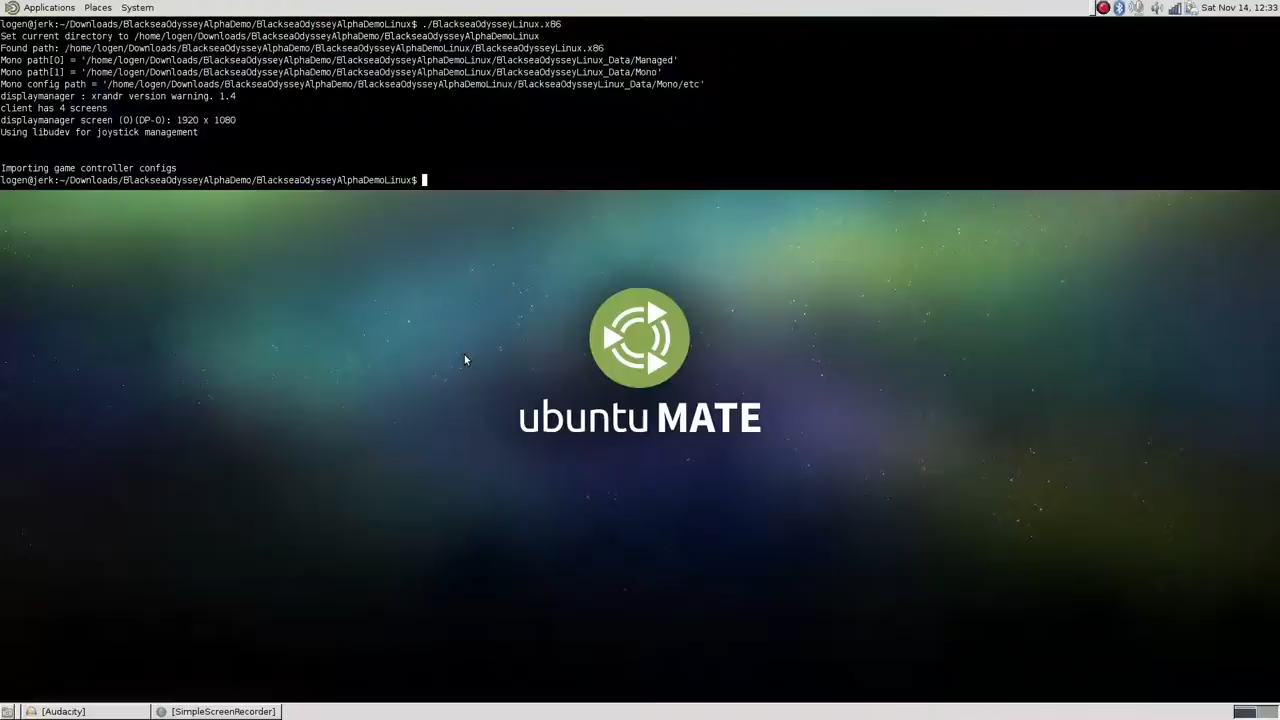 Applications Places System Sat Nov 14, 12:33
logen@jerk:~/Downloads/BlackseaOdysseyAlphaDemo/BlackseaOdysseyAlphaDemoLinux$ ./BlackseaOdysseyLinux.x86
Set current directory to /home/logen/Downloads/BlackseaOdysseyAlphaDemo/BlackseaOdysseyAlphaDemoLinux
Found path: /home/logen/Downloads/BlackseaOdysseyAlphaDemo/BlackseaOdysseyAlphaDemoLinux/BlackseaOdysseyLinux.x86
Mono path[0] = '/home/logen/Downloads/BlackseaOdysseyAlphaDemo/BlackseaOdysseyAlphaDemoLinux/BlackseaOdysseyLinux_Data/Managed'
Mono path[1] = '/home/logen/Downloads/BlackseaOdysseyAlphaDemo/BlackseaOdysseyAlphaDemoLinux/BlackseaOdysseyLinux_Data/Mono'
Mono config path = '/home/logen/Downloads/BlackseaOdysseyAlphaDemo/BlackseaOdysseyAlphaDemoLinux/BlackseaOdysseyLinux_Data/Mono/etc'
displaymanager : xrandr version warning. 1.4
client has 4 screens
displaymanager screen (0)(DP-0): 1920 x 1080
Using libudev for joystick management
Importing game controller configs
logen@jerk:~/Downloads/BlackseaOdysseyAlphaDemo/BlackseaOdysseyAlphaDemoLinux$
ubuntu MATE
[Audacity] [SimpleScreenRecorder]